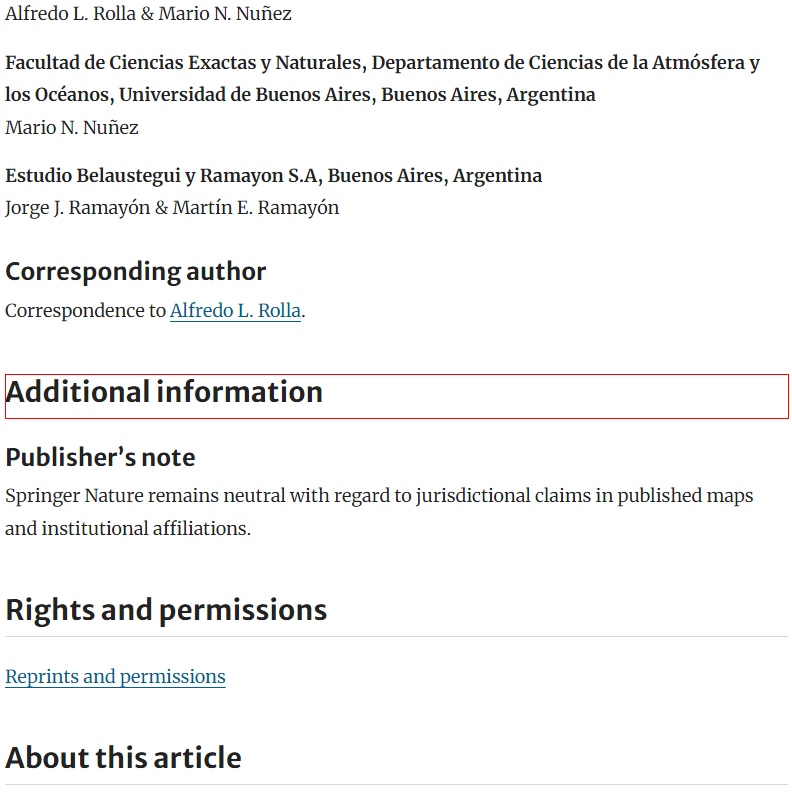 Alfredo L. Rolla & Mario N. Nuñez
Facultad de Ciencias Exactas y Naturales, Departamento de Ciencias de la Atmósfera y
los Océanos, Universidad de Buenos Aires, Buenos Aires, Argentina
Mario N. Nuñez
Estudio Belaustegui y Ramayon S.A, Buenos Aires, Argentina
Jorge J. Ramayón & Martín E. Ramayón
Corresponding author
Correspondence to Alfredo L. Rolla.
Additional information
Publisher’s note
Springer Nature remains neutral with regard to jurisdictional claims in published maps
and institutional affiliations.
Rights and permissions
Reprints and permissions
About this article